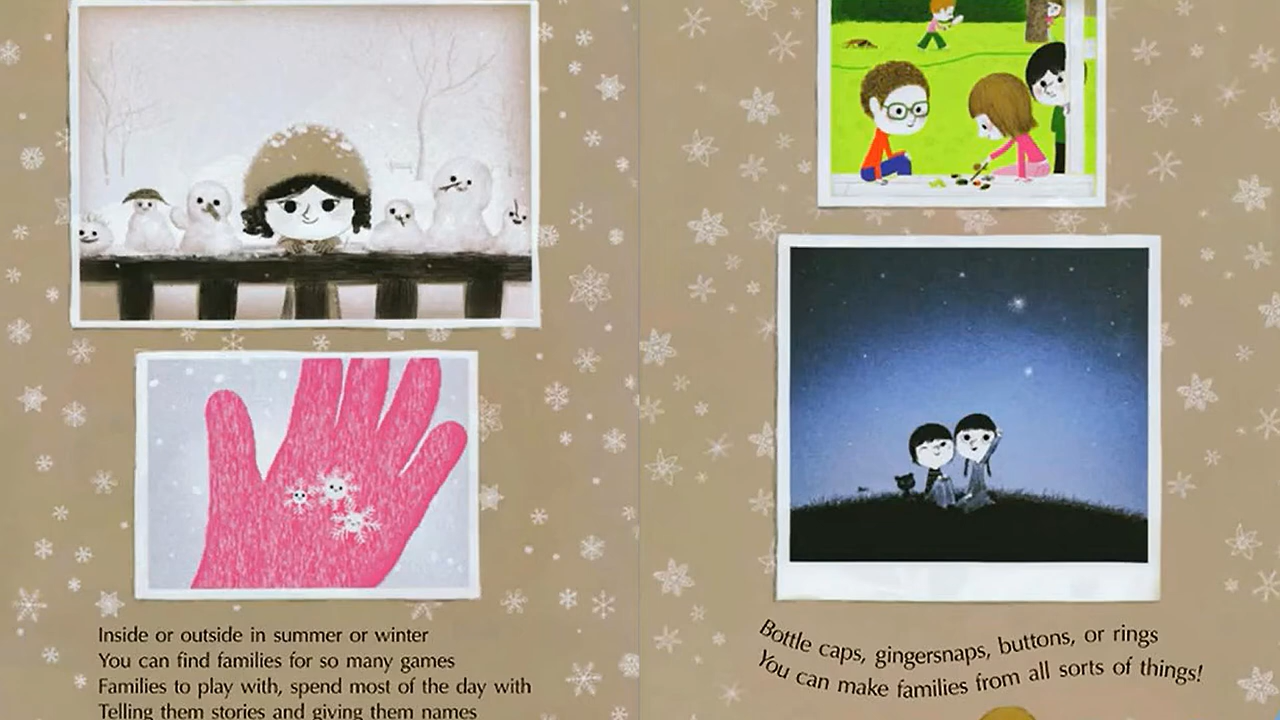 Inside or outside in summer or winter
You can find families for so many games
Families to play with, spend most of the day with
Telling them stories and giving them names
Bottle caps, gingersnaps, buttons, or rings
You can make families from all sorts of things!